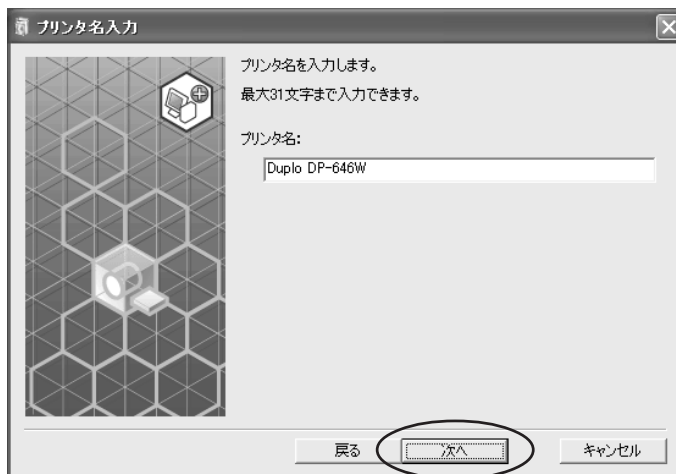 プリンタ名入力
プリンタ名を入力します。
最大31文字まで入力できます。
プリンタ名:
Duplo DP-646W
戻る
次へ
キャンセル